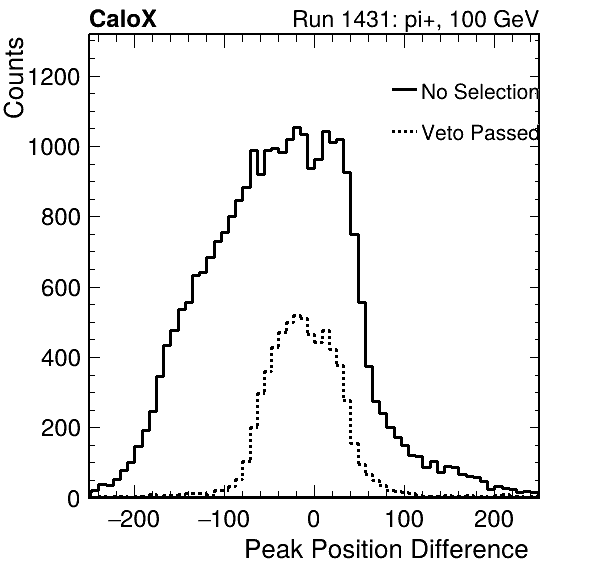 CaloX Run 1431: pi+, 100 GeV
Counts
No Selection
Veto Passed
1200
1000
800
600
400
200
0
−200 −100 0 100 200
Peak Position Difference